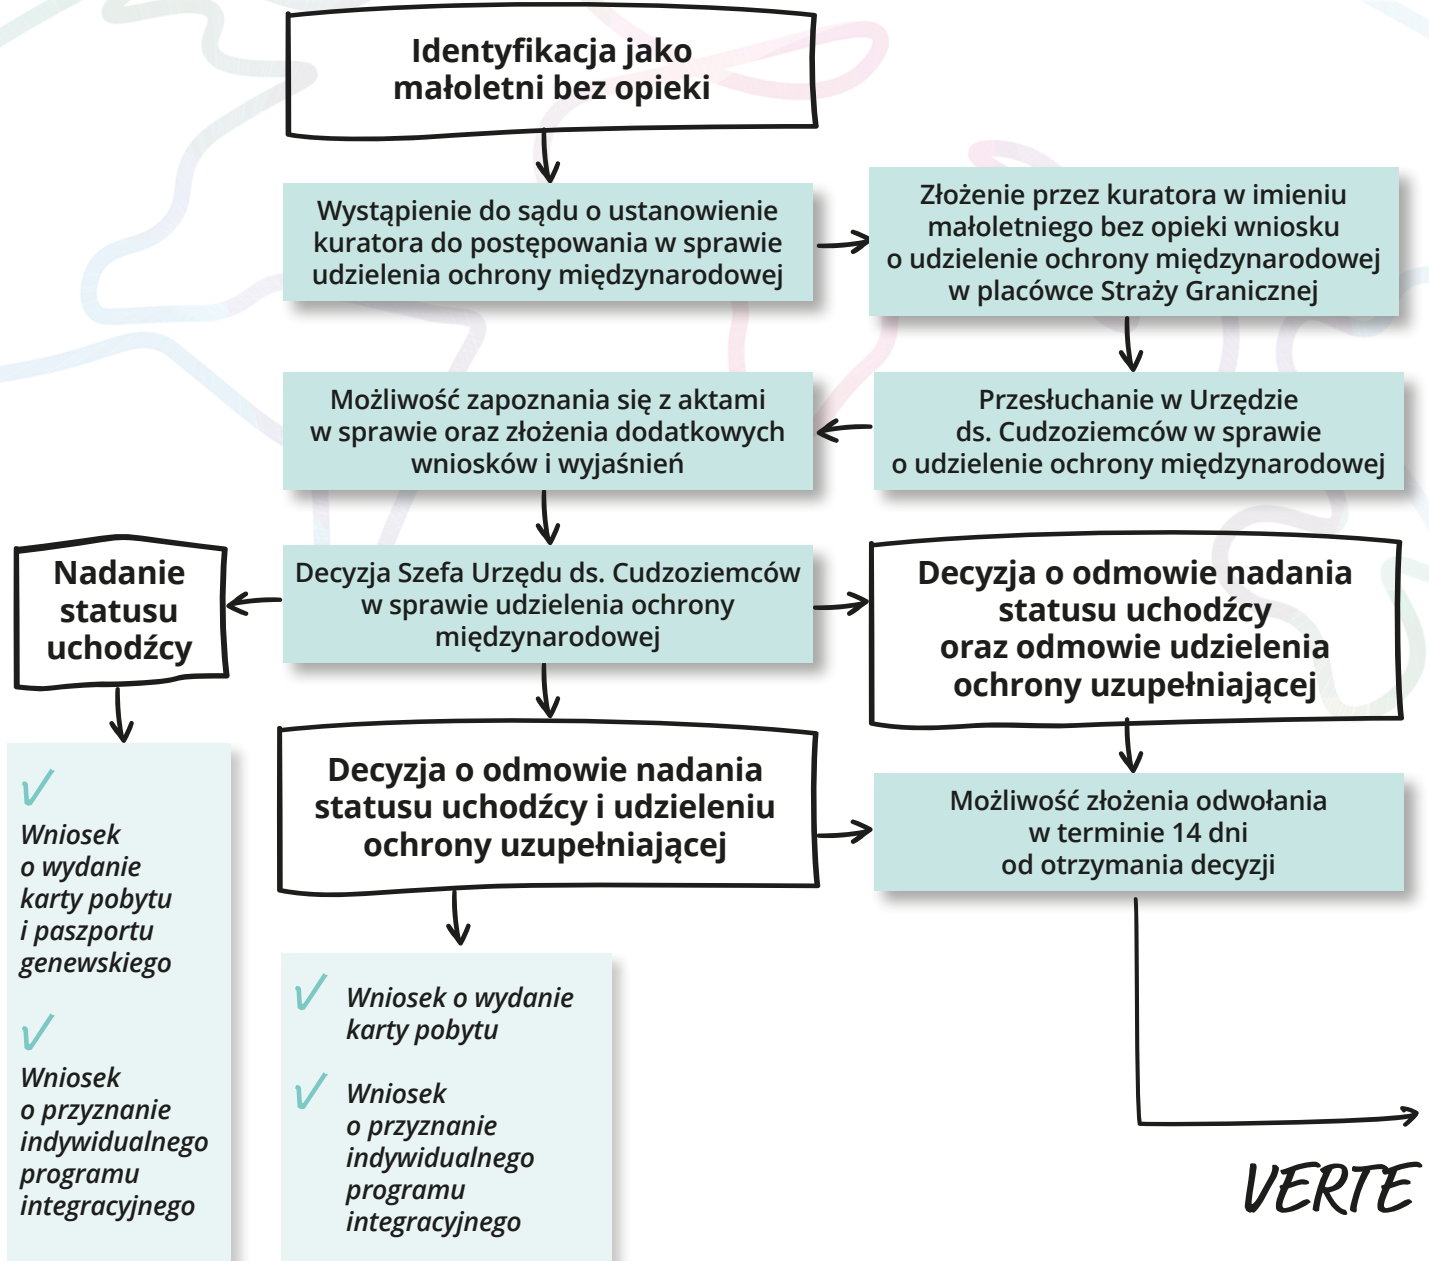 Identyfikacja jako
małoletni bez opieki
Wystąpienie do sądu o ustanowienie
kuratora do postępowania w sprawie
udzielenia ochrony międzynarodowej
Złożenie przez kuratora w imieniu
małoletniego bez opieki wniosku
o udzielenie ochrony międzynarodowej
w placówce Straży Granicznej
Przesłuchanie w Urzędzie
ds. Cudzoziemców w sprawie
o udzielenie ochrony międzynarodowej
Możliwość zapoznania się z aktami
w sprawie oraz złożenia dodatkowych
wniosków i wyjaśnień
Decyzja Szefa Urzędu ds. Cudzoziemców
w sprawie udzielenia ochrony
międzynarodowej
Nadanie
statusu
uchodźcy
Wniosek
o wydanie
karty pobytu
i paszportu
genewskiego
Wniosek
o przyznanie
indywidualnego
programu
integracyjnego
Decyzja o odmowie nadania
statusu uchodźcy i udzieleniu
ochrony uzupełniającej
Wniosek o wydanie
karty pobytu
Wniosek
o przyznanie
indywidualnego
programu
integracyjnego
Decyzja o odmowie nadania
statusu uchodźcy
oraz odmowie udzielenia
ochrony uzupełniającej
Możliwość złożenia odwołania
w terminie 14 dni
od otrzymania decyzji
VERTE